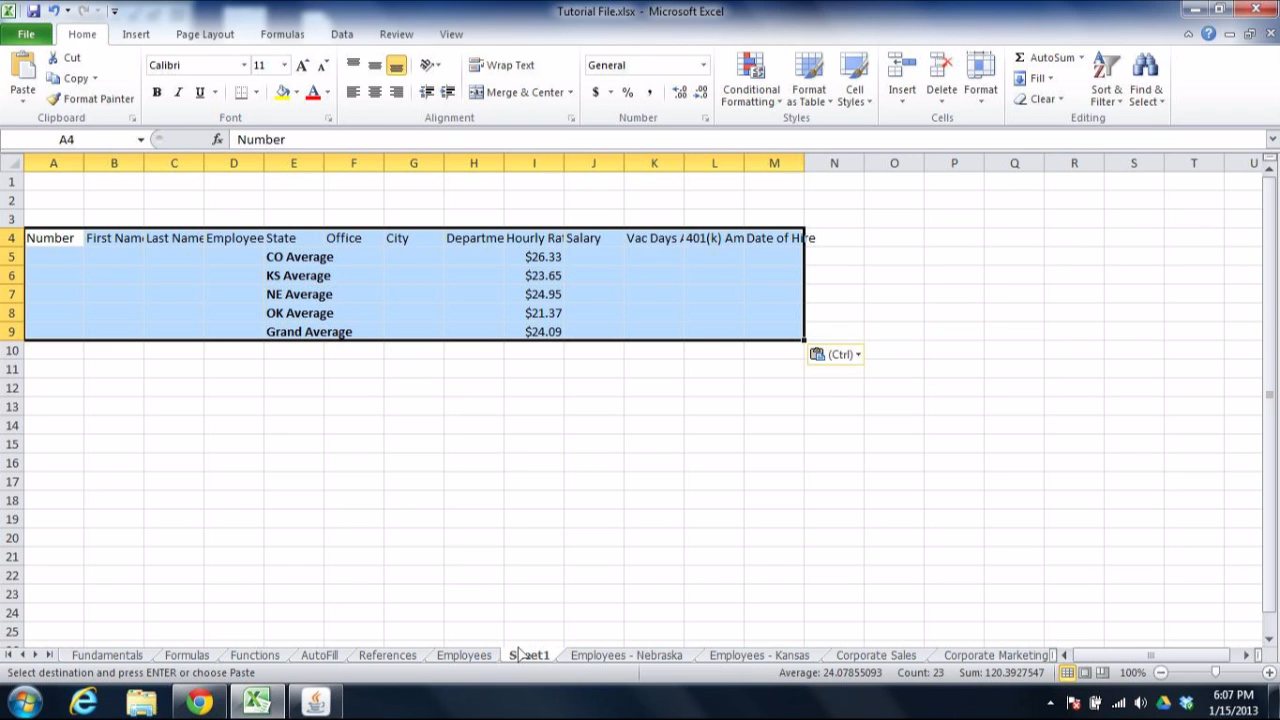 Tutorial File.xlsx - Microsoft Excel
File Home Insert Page Layout Formulas Data Review View
Paste Cut Copy Format Painter Clipboard
Calibri 11 A A B I U A Font
Wrap Text Merge & Center Alignment
General $ % , Number
Conditional Formatting Format as Table Cell Styles Styles
Insert Delete Format Cells
Σ AutoSum Fill Clear Sort & Filter Find & Select Editing
A4 fx Number
A B C D E F G H I J K L M N O P Q R S T U
1
2
3
4 Number First Nam Last Name Employee State Office City Departme Hourly Rat Salary Vac Days A 401(k) Am Date of Hire
5 CO Average $26.33
6 KS Average $23.65
7 NE Average $24.95
8 OK Average $21.37
9 Grand Average $24.09
10 (Ctrl)
11
12
13
14
15
16
17
18
19
20
21
22
23
24
25
Fundamentals Formulas Functions AutoFill References Employees Sheet1 Employees - Nebraska Employees - Kansas Corporate Sales Corporate Marketing
Select destination and press ENTER or choose Paste Average: 24.07855093 Count: 23 Sum: 120.3927547 100%
6:07 PM
1/15/2013